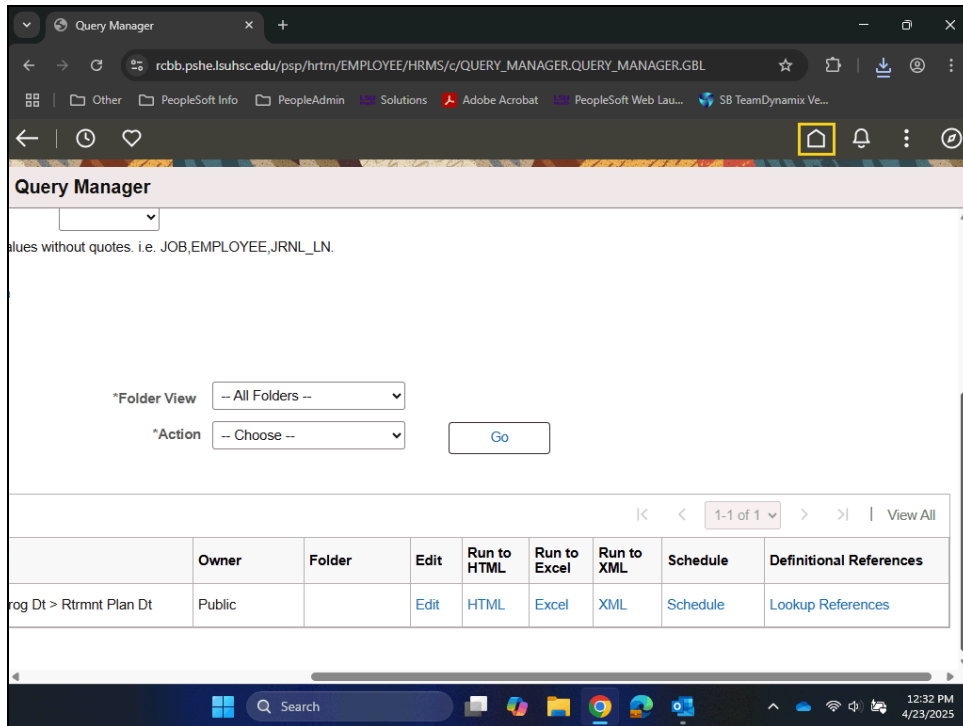 Query Manager
rcbb.pshe.lsuhsc.edu/psp/hrtrn/EMPLOYEE/HRMS/c/QUERY_MANAGER.QUERY_MANAGER.GBL
Other PeopleSoft Info PeopleAdmin Solutions Adobe Acrobat PeopleSoft Web Lau... SB TeamDynamix Ve...
Query Manager
alues without quotes. i.e. JOB,EMPLOYEE,JRNL_LN.
*Folder View -- All Folders --
*Action -- Choose -- Go
1-1 of 1 | View All
Owner Folder Edit Run to HTML Run to Excel Run to XML Schedule Definitional References
rog Dt > Rtrmnt Plan Dt Public Edit HTML Excel XML Schedule Lookup References
Search
12:32 PM
4/23/2025